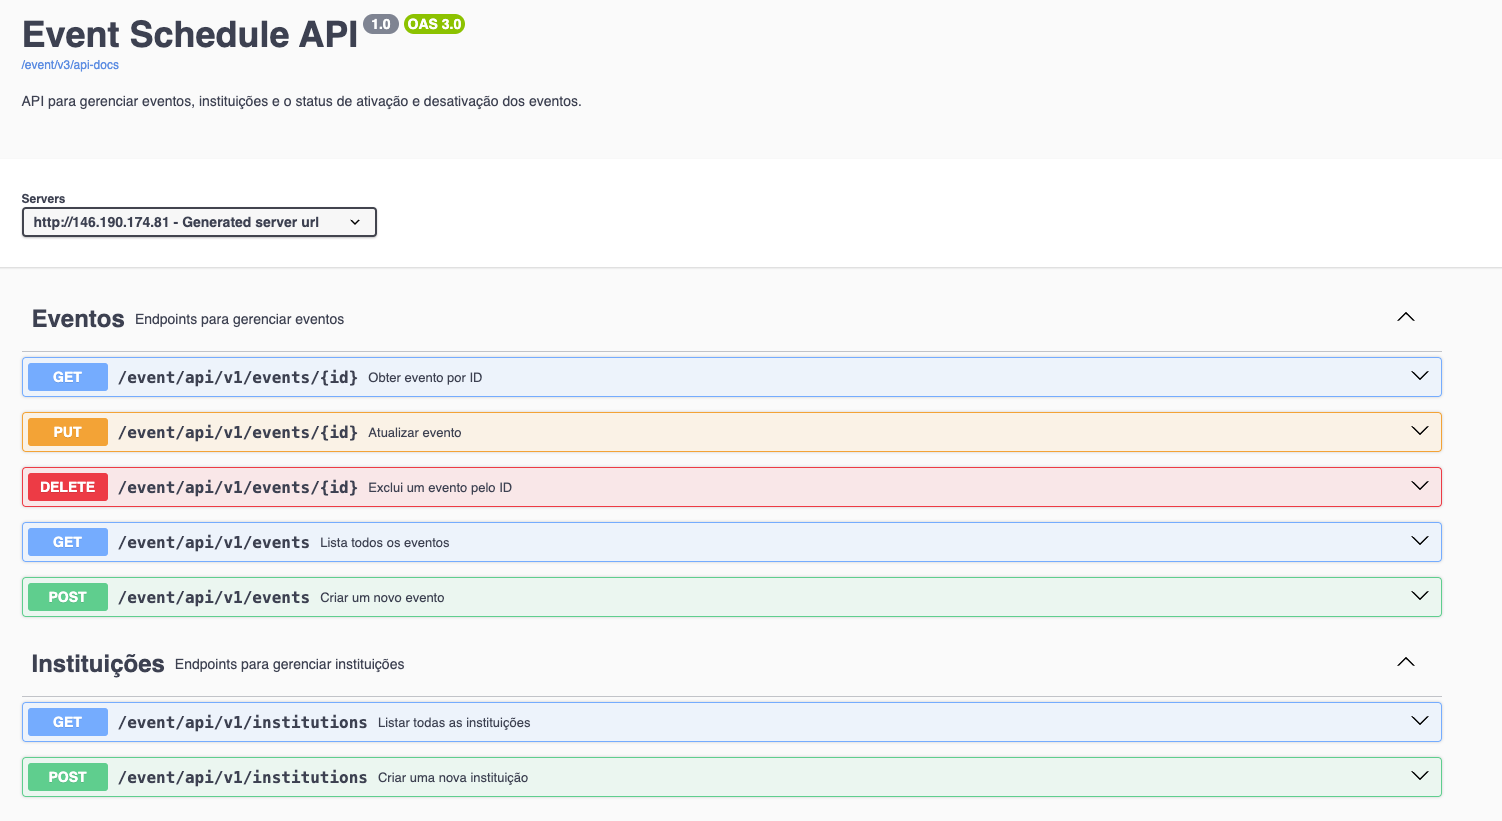 Event Schedule API 1.0 OAS 3.0
/event/v3/api-docs
API para gerenciar eventos, instituições e o status de ativação e desativação dos eventos.
Servers
http://146.190.174.81 - Generated server url
Eventos Endpoints para gerenciar eventos
GET /event/api/v1/events/{id} Obter evento por ID
PUT /event/api/v1/events/{id} Atualizar evento
DELETE /event/api/v1/events/{id} Exclui um evento pelo ID
GET /event/api/v1/events Lista todos os eventos
POST /event/api/v1/events Criar um novo evento
Instituições Endpoints para gerenciar instituições
GET /event/api/v1/institutions Listar todas as instituições
POST /event/api/v1/institutions Criar uma nova instituição